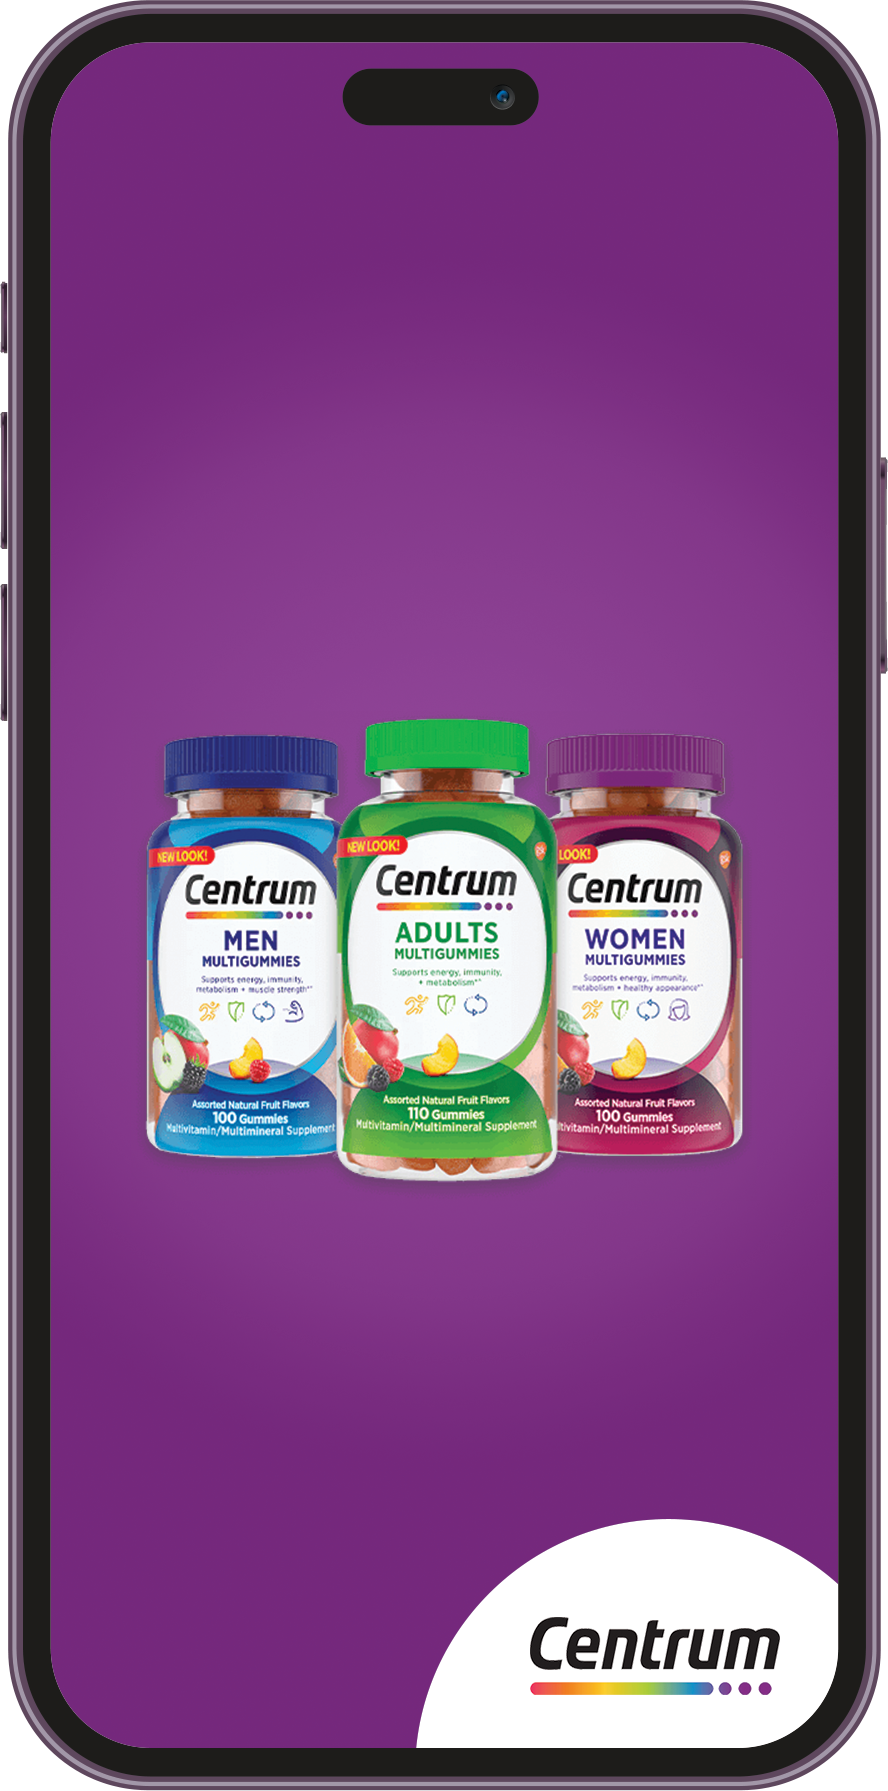 NEW LOOK!
Centrum
MEN
MULTIGUMMIES
Supports energy, immunity,
metabolism + muscle strength*^
Assorted Natural Fruit Flavors
100 Gummies
Multivitamin/Multimineral Supplement
NEW LOOK!
Centrum
ADULTS
MULTIGUMMIES
Supports energy, immunity,
+ metabolism*^
Assorted Natural Fruit Flavors
110 Gummies
Multivitamin/Multimineral Supplement
LOOK!
Centrum
WOMEN
MULTIGUMMIES
Supports energy, immunity,
metabolism + healthy appearance*^
Assorted Natural Fruit Flavors
100 Gummies
ltivitamin/Multimineral Supplement
Centrum